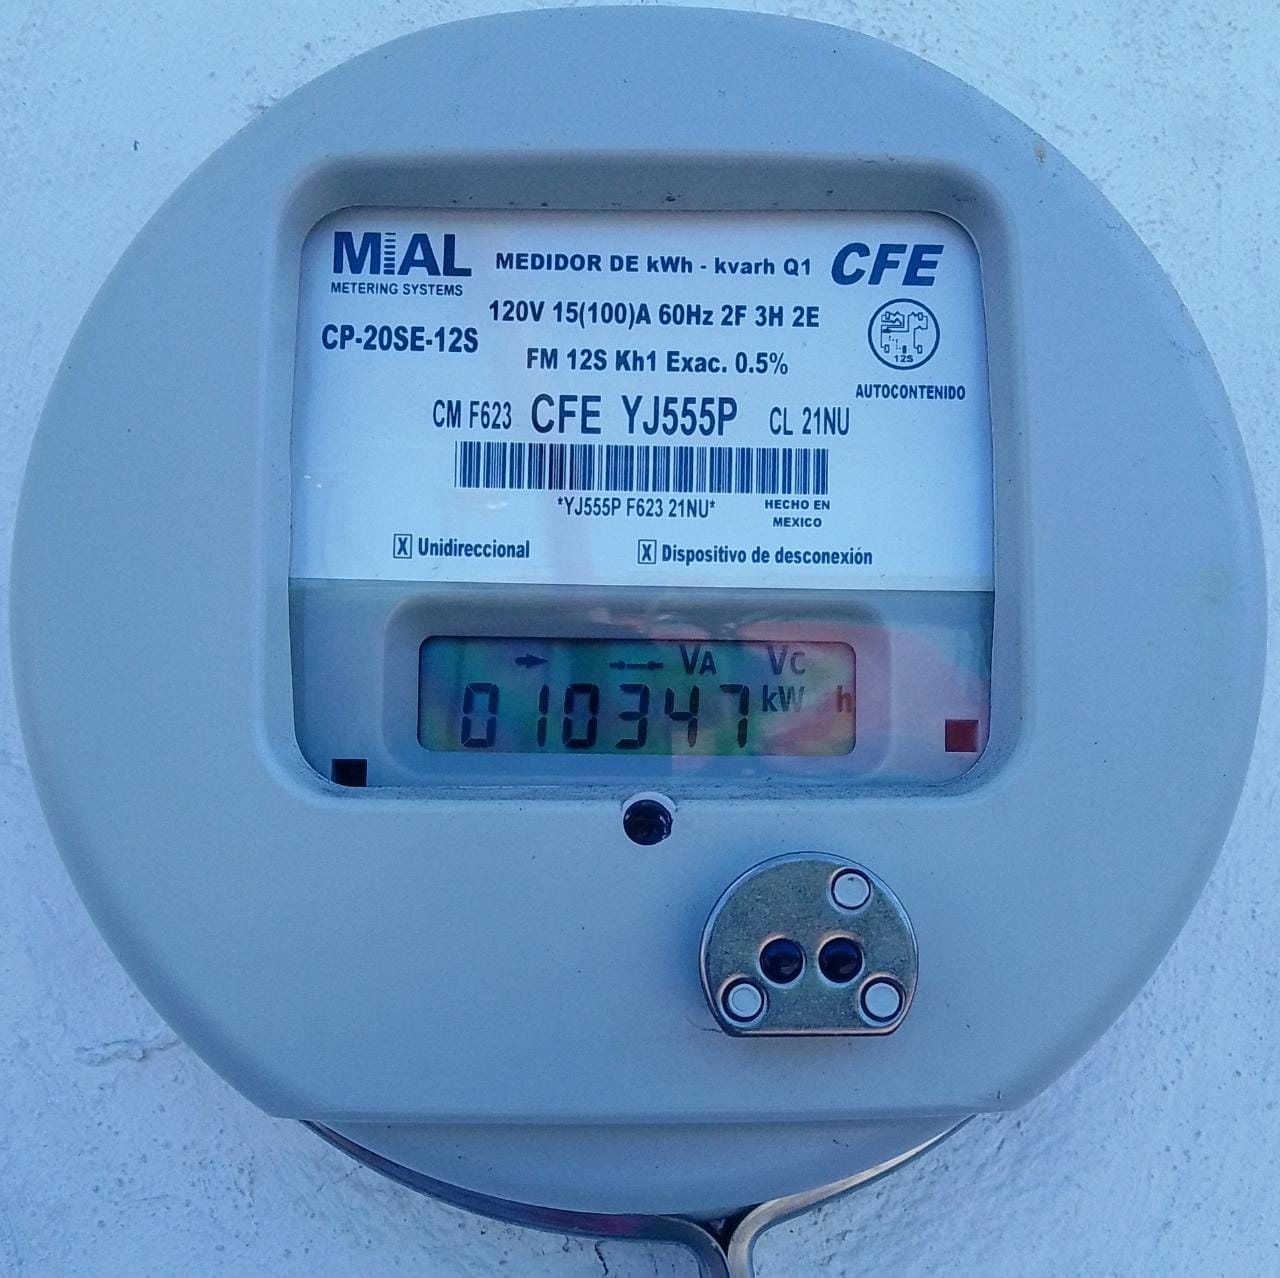 MIAL
METERING SYSTEMS
MEDIDOR DE kWh - kvarh Q1
CFE
120V 15(100)A 60Hz 2F 3H 2E
CP-20SE-12S
FM 12S Kh1 Exac. 0.5%
12S
AUTOCONTENIDO
CM F623 CFE YJ555P CL 21NU
*YJ555P F623 21NU*
HECHO EN
MEXICO
X Unidireccional
X Dispositivo de desconexión
VA VC
010347 kW h